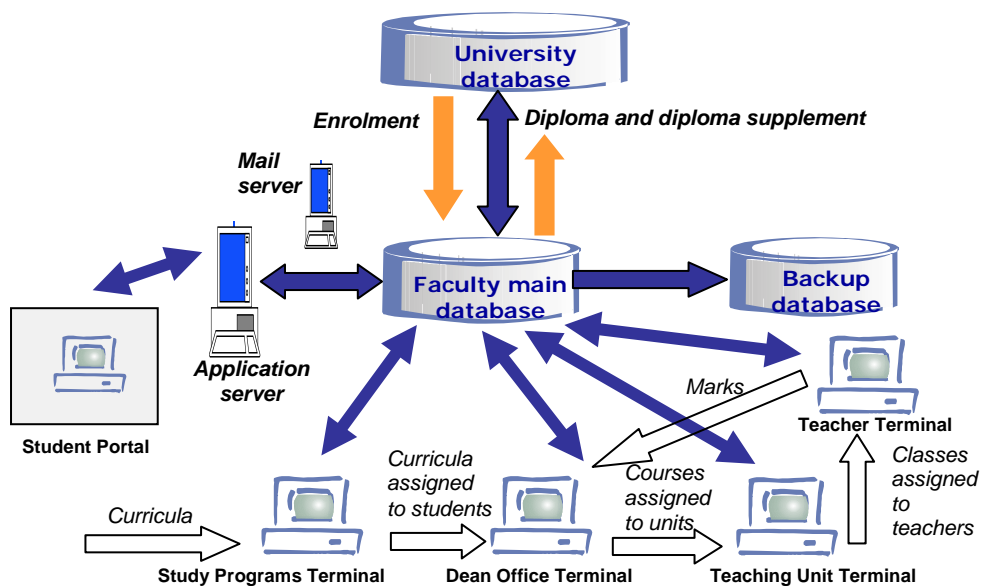 University
database
Enrolment
Diploma and diploma supplement
Mail
server
Faculty main
database
Backup
database
Application
server
Student Portal
Marks
Teacher Terminal
Curricula
assigned
to students
Courses
assigned
to units
Classes
assigned
to
teachers
Curricula
Study Programs Terminal
Dean Office Terminal
Teaching Unit Terminal